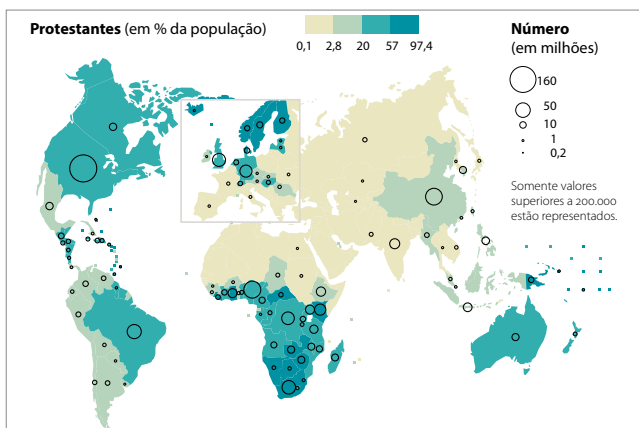 Protestantes (em % da população)
0,1 2,8 20 57 97,4
Número
(em milhões)
160
50
10
1
0,2
Somente valores
superiores a 200.000
estão representados.